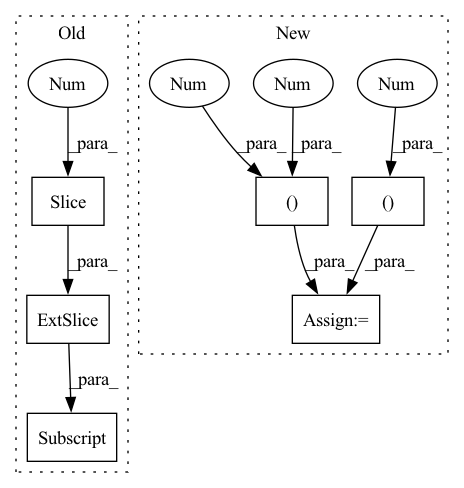 Old
New
Num
Num
Num
Num
_para_
_para_
_para_
_para_
Slice
()
()
_para_
_para_
_para_
ExtSlice
Assign:=
_para_
Subscript